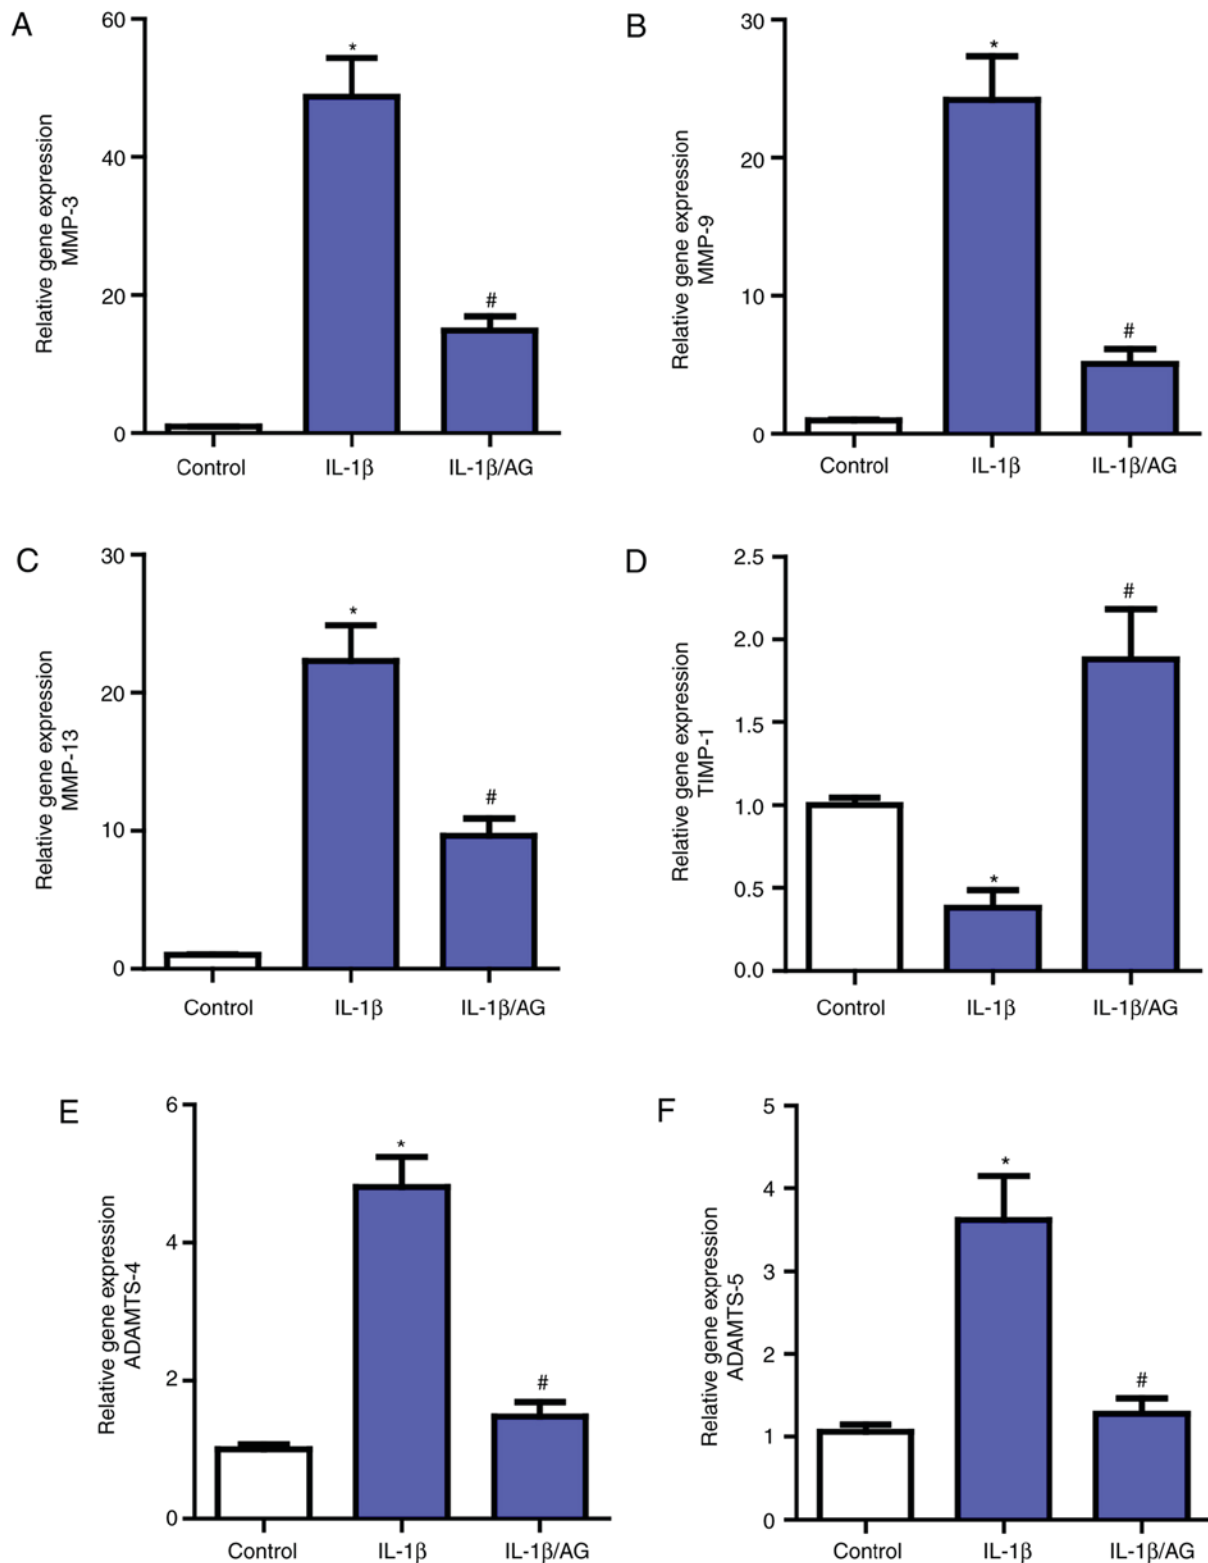 A
Relative gene expression
MMP-3
60
40
20
0
*
#
Control IL-1β IL-1β/AG
B
Relative gene expression
MMP-9
30
20
10
0
*
#
Control IL-1β IL-1β/AG
C
Relative gene expression
MMP-13
30
20
10
0
*
#
Control IL-1β IL-1β/AG
D
Relative gene expression
TIMP-1
2.5
2.0
1.5
1.0
0.5
0.0
*
#
Control IL-1β IL-1β/AG
E
Relative gene expression
ADAMTS-4
6
4
2
0
*
#
Control IL-1β IL-1β/AG
F
Relative gene expression
ADAMTS-5
5
4
3
2
1
0
*
#
Control IL-1β IL-1β/AG